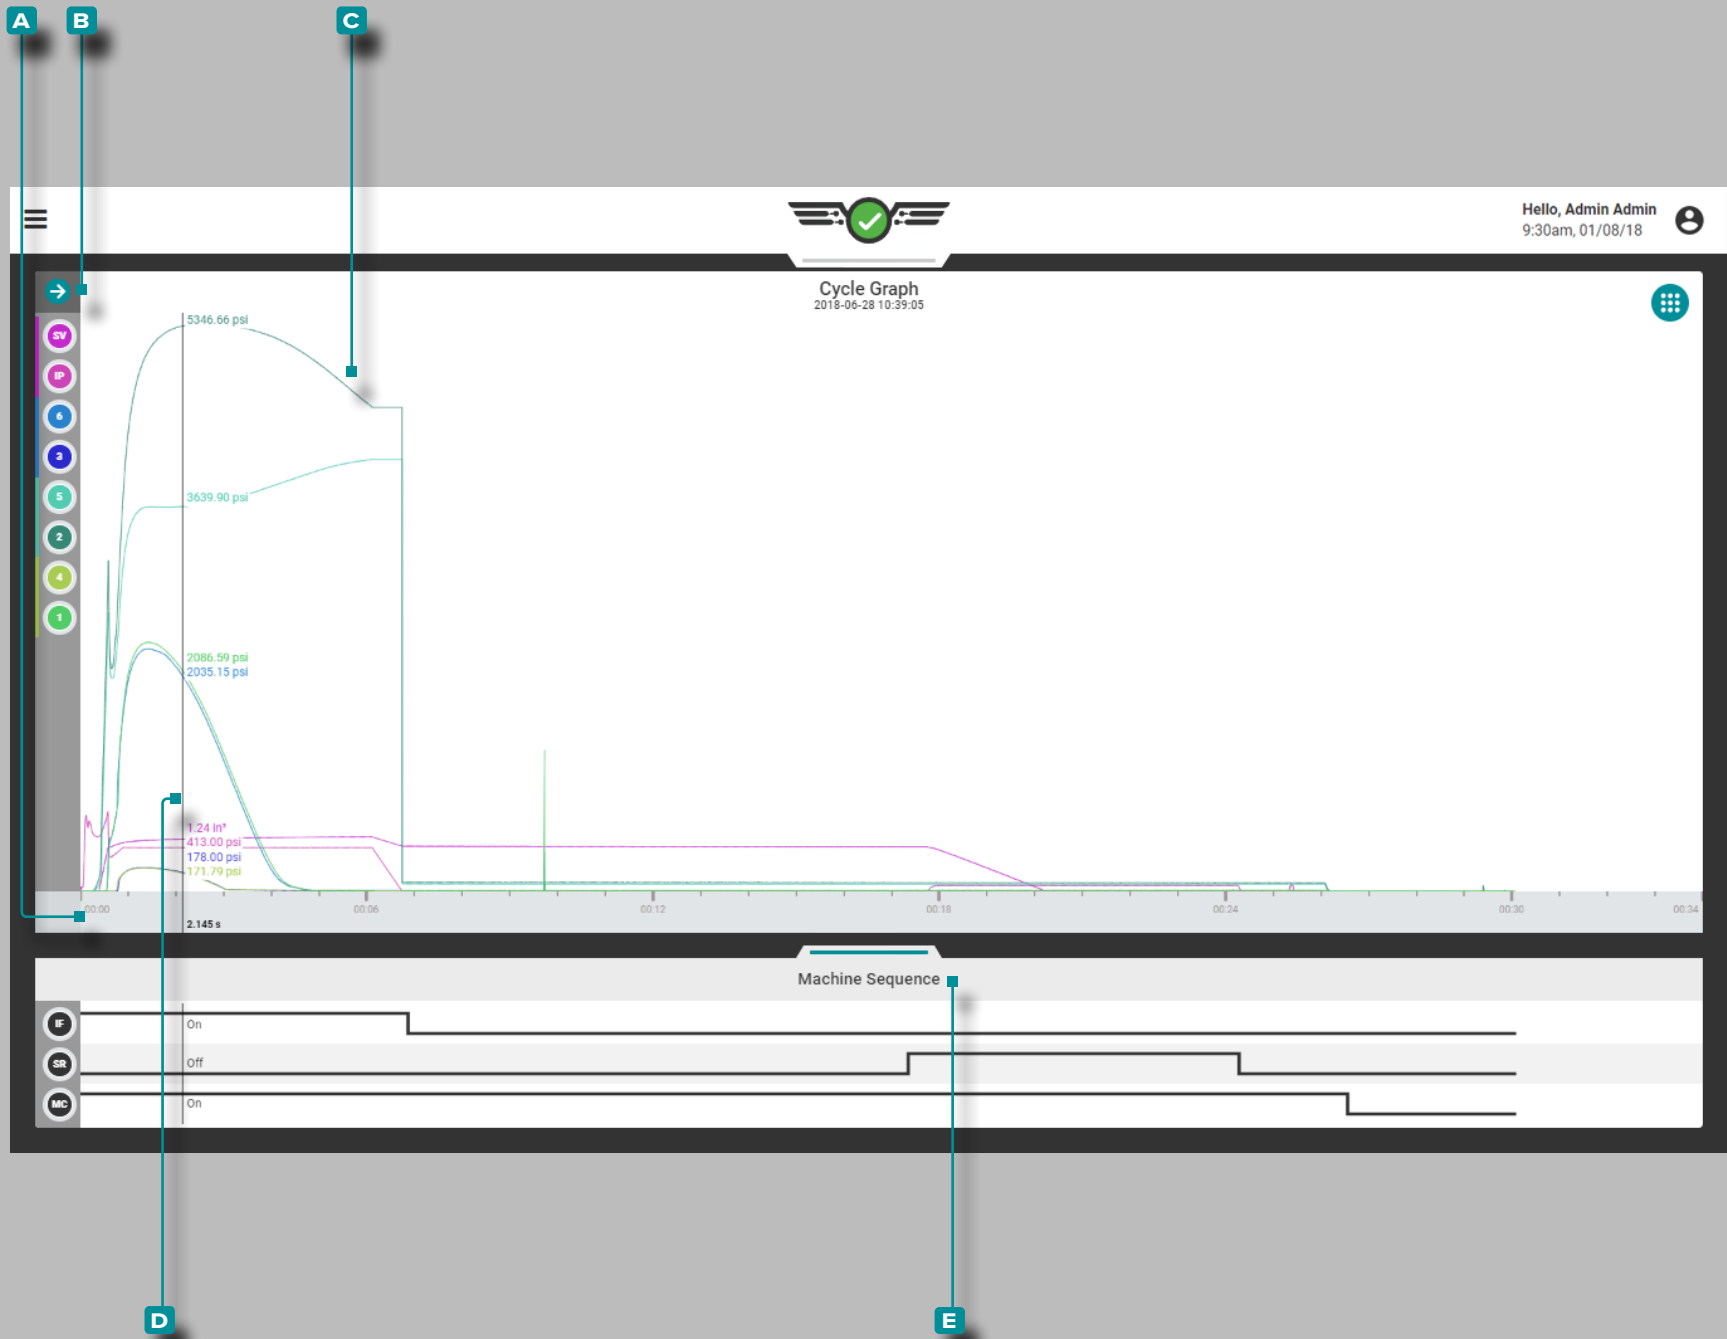 A
B
C
Hello, Admin Admin
9:30am, 01/08/18
Cycle Graph
2018-06-28 10:39:05
SV
IP
6
3
5
2
4
1
5346.66 psi
3639.90 psi
2086.59 psi
2035.15 psi
1.24 in³
413.00 psi
178.00 psi
171.79 psi
00:00
00:06
00:12
00:18
00:24
00:30
00:34
2.145 s
Machine Sequence
IF
On
SR
Off
MC
On
D
E